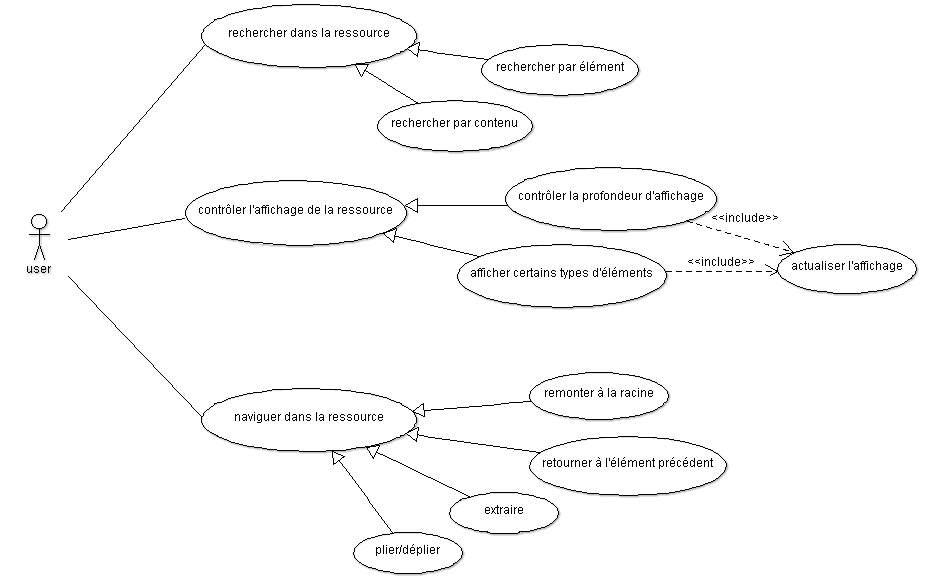 rechercher dans la ressource
rechercher par élément
rechercher par contenu
contrôler la profondeur d'affichage
contrôler l'affichage de la ressource
<<include>>
<<include>>
actualiser l'affichage
afficher certains types d'éléments
user
remonter à la racine
naviguer dans la ressource
retourner à l'élément précédent
extraire
plier/déplier